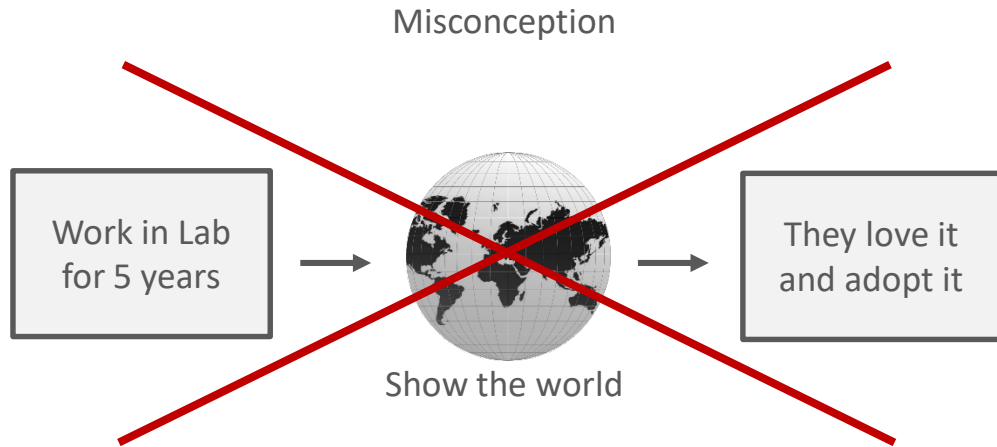 Misconception
Work in Lab
for 5 years
They love it
and adopt it
Show the world